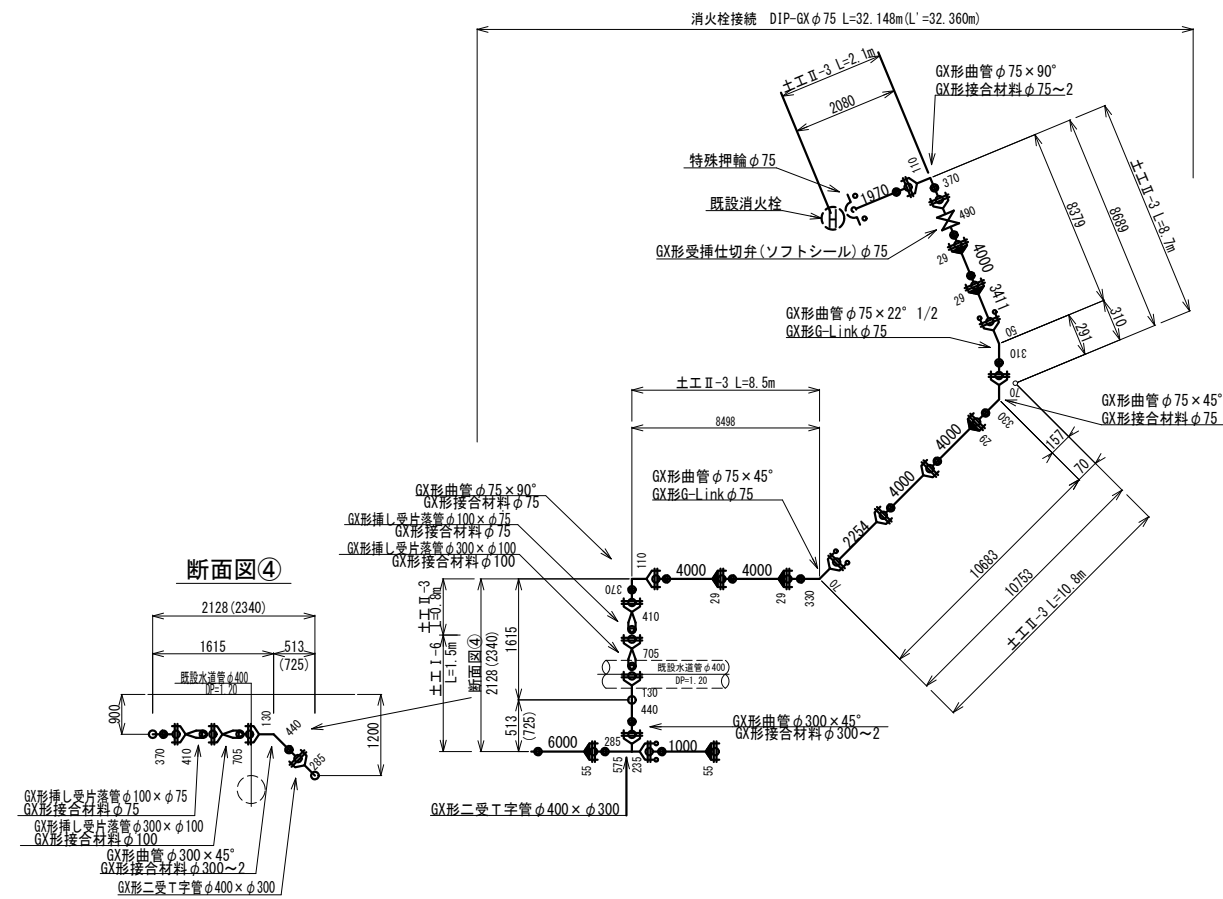 消火栓接続 DIP-GXφ75 L=32.148m(L'=32.360m)
土工Ⅱ-3 L=2.1m
2080
GX形曲管φ75×90°
GX形接合材料φ75~2
特殊押輪φ75
既設消火栓
1970
110
370
490
GX形受挿仕切弁(ソフトシール)φ75
29
4000
29
3411
8379
8689
土工Ⅱ-3 L=8.7m
GX形曲管φ75×22° 1/2
GX形G-Linkφ75
50
310
291
310
70
330
GX形曲管φ75×45°
GX形接合材料φ75
157
70
土工Ⅱ-3 L=8.5m
8498
29
4000
4000
2254
70
10683
10753
土工Ⅱ-3 L=10.8m
GX形曲管φ75×45°
GX形G-Linkφ75
GX形曲管φ75×90°
GX形接合材料φ75
GX形挿し受片落管φ100×φ75
GX形接合材料φ75
GX形挿し受片落管φ300×φ100
GX形接合材料φ100
110
4000
4000
370
29
29
330
410
705
既設水道管φ400
DP=1.20
130
440
土工Ⅱ-3
L=0.8m
土工Ⅰ-6
L=1.5m
断面図④
2128(2340)
1615
513
(725)
GX形曲管φ300×45°
GX形接合材料φ300~2
6000
285
1000
55
575
235
55
GX形二受T字管φ400×φ300
断面図④
2128(2340)
1615
513
(725)
既設水道管φ400
DP=1.20
900
1200
130
440
370
410
705
285
GX形挿し受片落管φ100×φ75
GX形接合材料φ75
GX形挿し受片落管φ300×φ100
GX形接合材料φ100
GX形曲管φ300×45°
GX形接合材料φ300~2
GX形二受T字管φ400×φ300